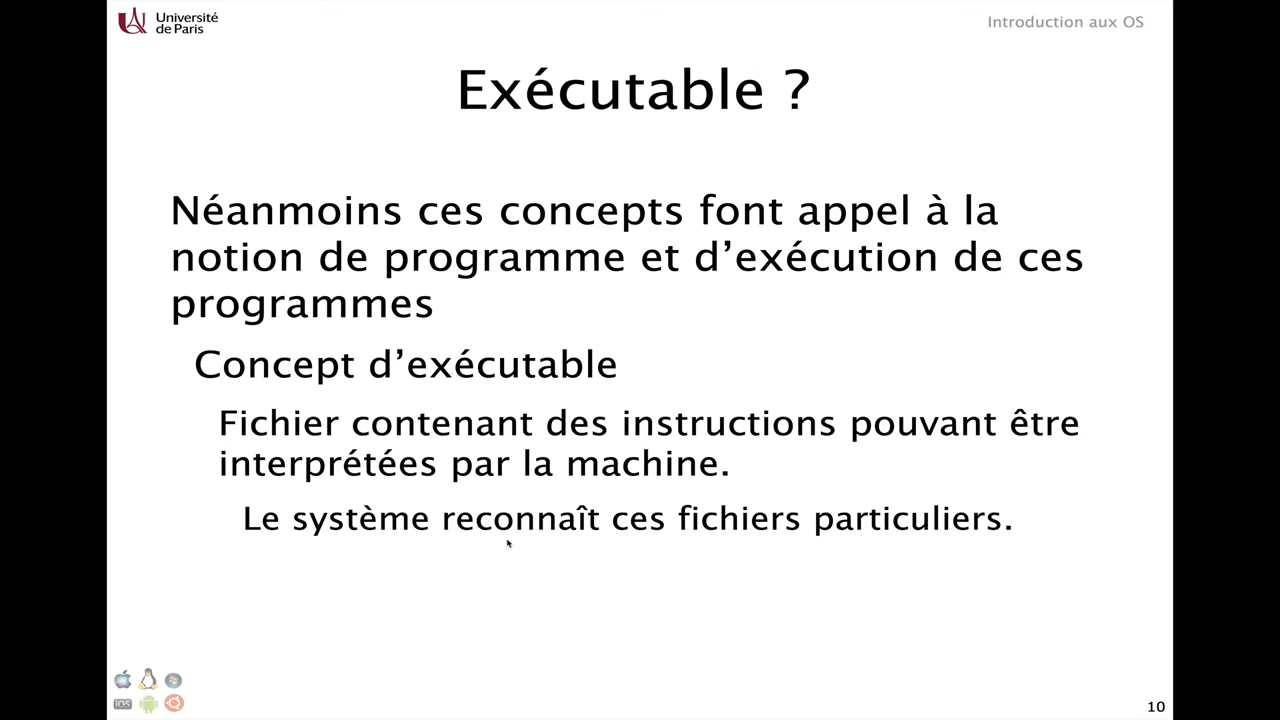 Université
de Paris
Introduction aux OS
Exécutable ?
Néanmoins ces concepts font appel à la
notion de programme et d’exécution de ces
programmes
Concept d’exécutable
Fichier contenant des instructions pouvant être
interprétées par la machine.
Le système reconnaît ces fichiers particuliers.
iOS
10